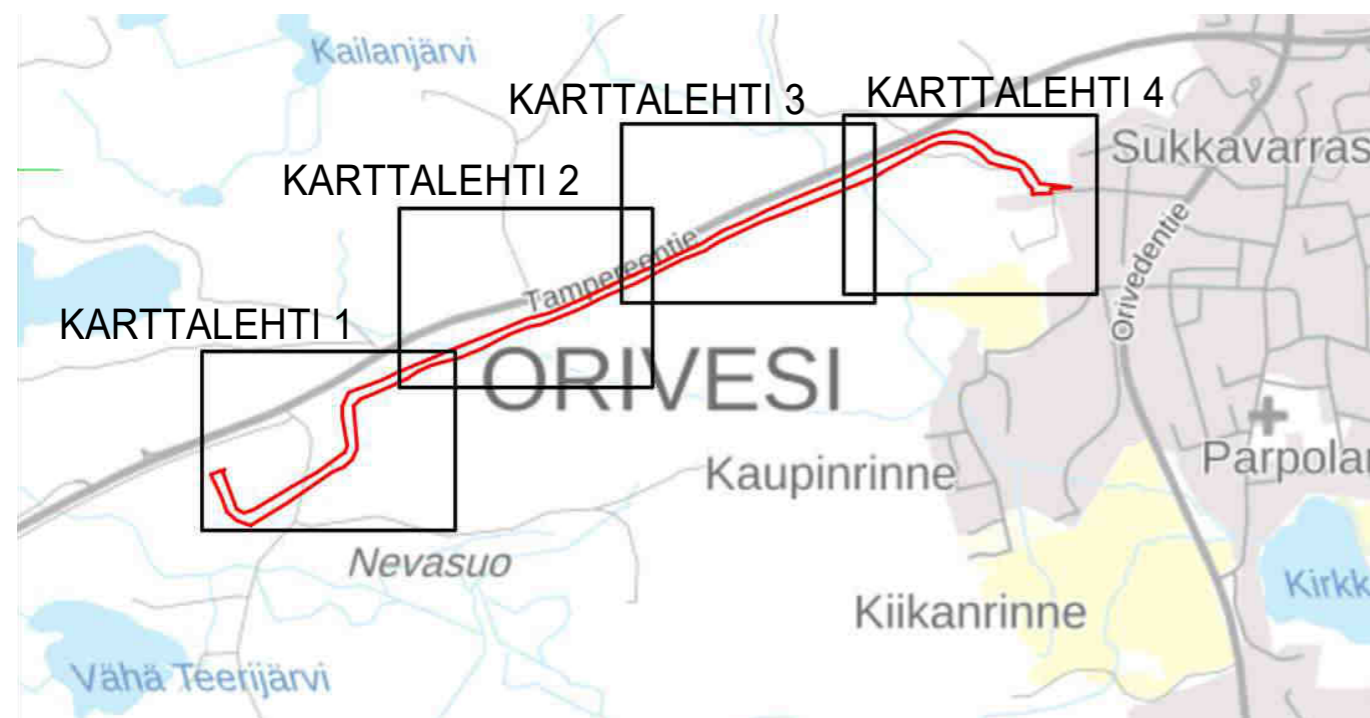 Kailanjärvi
KARTTALEHTI 3
KARTTALEHTI 4
Sukkavarras
KARTTALEHTI 2
Tampereentie
Orivedentie
KARTTALEHTI 1
ORIVESI
Kaupinrinne
Parpolan
Nevasuo
Kirkk
Kiikanrinne
Vähä Teerijärvi